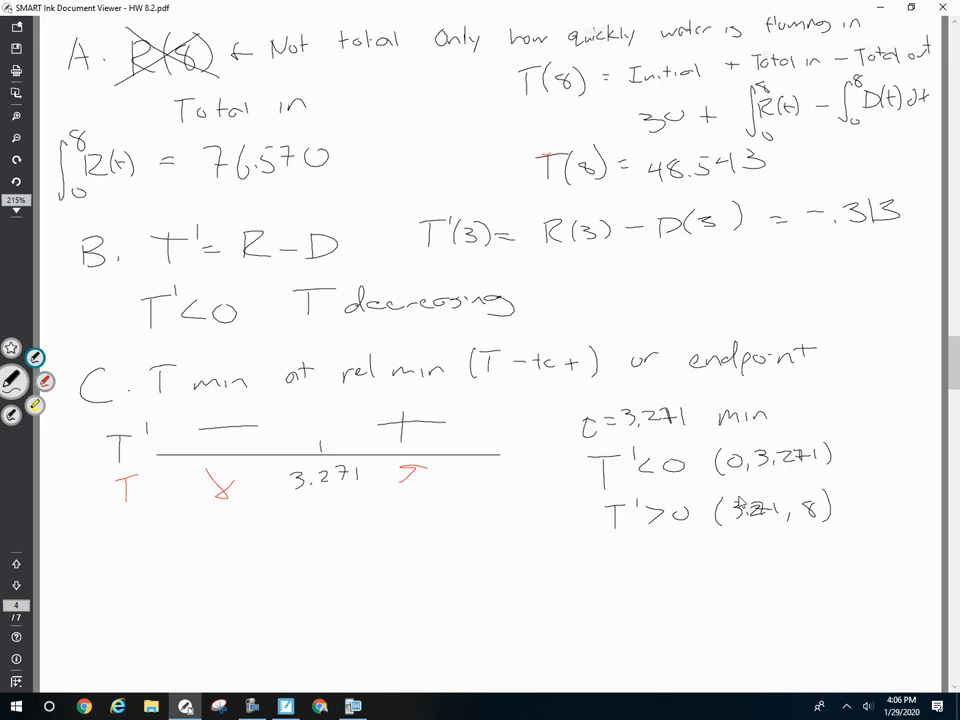 SMART Ink Document Viewer - HW 8.2.pdf
A. R(8) ← Not total Only how quickly water is flowing in
T(8) = Initial + Total in - Total out
Total in
30 + ∫₀⁸ R(t) - ∫₀⁸ D(t) dt
∫₀⁸ R(t) = 76.570
T(8) = 48.543
B. T' = R - D T'(3) = R(3) - D(3) = -.313
T' < 0 T decreasing
C. T min at rel min (T - to +) or endpoint
T' — +
3.271
T ↘ ↗
t = 3.271 min
T' < 0 (0, 3.271)
T' > 0 (3.271, 8)
215%
4
/ 7
4:06 PM
1/29/2020